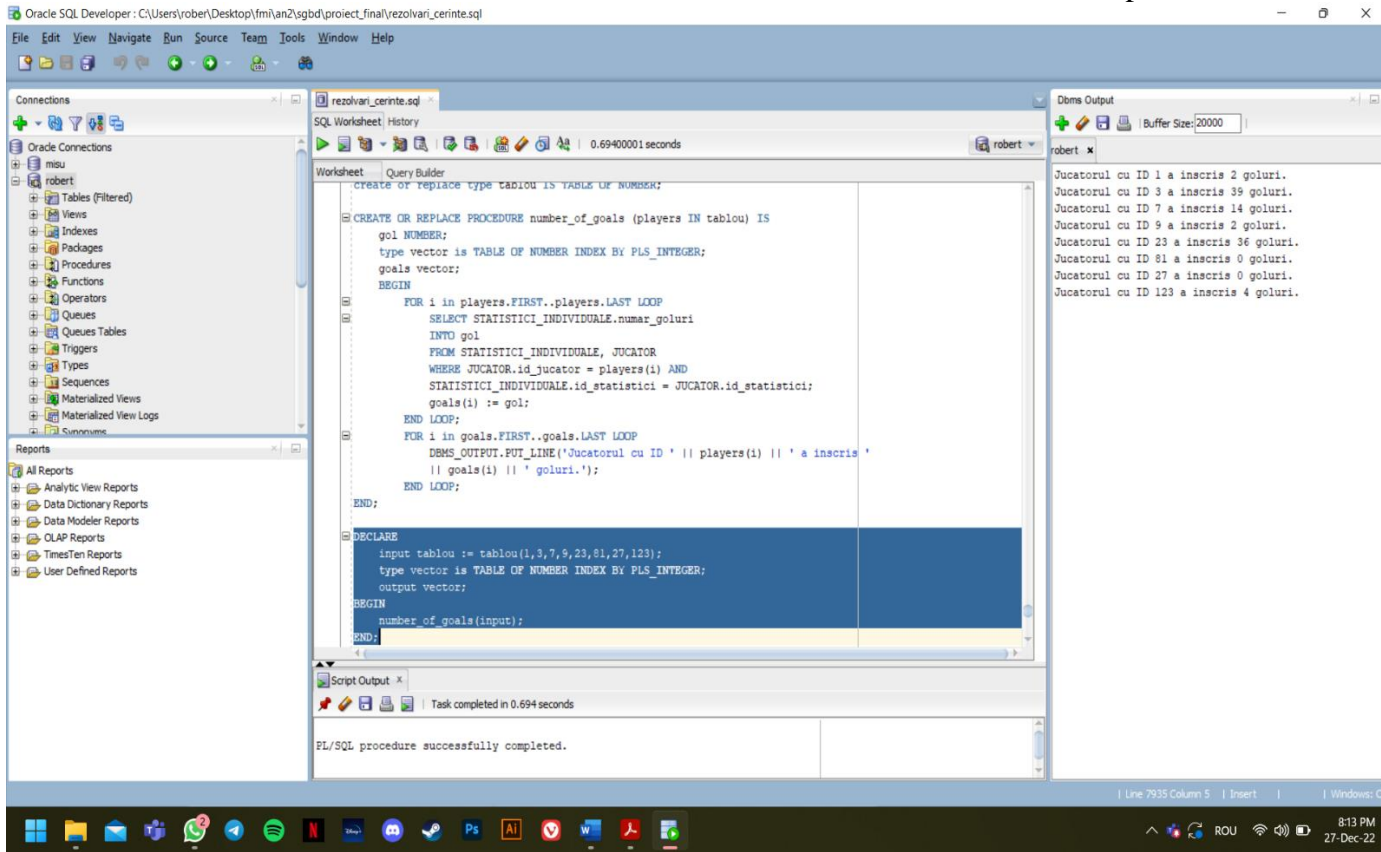 Oracle SQL Developer : C:\Users\rober\Desktop\fmi\an2\sgbd\proiect_final\rezolvari_cerinte.sql
File Edit View Navigate Run Source Team Tools Window Help
Connections
Oracle Connections
misu
robert
Tables (Filtered)
Views
Indexes
Packages
Procedures
Functions
Operators
Queues
Queues Tables
Triggers
Types
Sequences
Materialized Views
Materialized View Logs
Synonyms
Reports
All Reports
Analytic View Reports
Data Dictionary Reports
Data Modeler Reports
OLAP Reports
TimesTen Reports
User Defined Reports
rezolvari_cerinte.sql
SQL Worksheet History
0.69400001 seconds
robert
Worksheet Query Builder
create or replace type tablou IS TABLE OF NUMBER;
CREATE OR REPLACE PROCEDURE number_of_goals (players IN tablou) IS
gol NUMBER;
type vector is TABLE OF NUMBER INDEX BY PLS_INTEGER;
goals vector;
BEGIN
FOR i in players.FIRST..players.LAST LOOP
SELECT STATISTICI_INDIVIDUALE.numar_goluri
INTO gol
FROM STATISTICI_INDIVIDUALE, JUCATOR
WHERE JUCATOR.id_jucator = players(i) AND
STATISTICI_INDIVIDUALE.id_statistici = JUCATOR.id_statistici;
goals(i) := gol;
END LOOP;
FOR i in goals.FIRST..goals.LAST LOOP
DBMS_OUTPUT.PUT_LINE('Jucatorul cu ID ' || players(i) || ' a inscris '
|| goals(i) || ' goluri.');
END LOOP;
END;
DECLARE
input tablou := tablou(1,3,7,9,23,81,27,123);
type vector is TABLE OF NUMBER INDEX BY PLS_INTEGER;
output vector;
BEGIN
number_of_goals(input);
END;
Script Output
Task completed in 0.694 seconds
PL/SQL procedure successfully completed.
Dbms Output
Buffer Size: 20000
robert
Jucatorul cu ID 1 a inscris 2 goluri.
Jucatorul cu ID 3 a inscris 39 goluri.
Jucatorul cu ID 7 a inscris 14 goluri.
Jucatorul cu ID 9 a inscris 2 goluri.
Jucatorul cu ID 23 a inscris 36 goluri.
Jucatorul cu ID 81 a inscris 0 goluri.
Jucatorul cu ID 27 a inscris 0 goluri.
Jucatorul cu ID 123 a inscris 4 goluri.
| Line 7935 Column 5 | Insert | | Windows: C
Ps Ai
ROU
8:13 PM
27-Dec-22